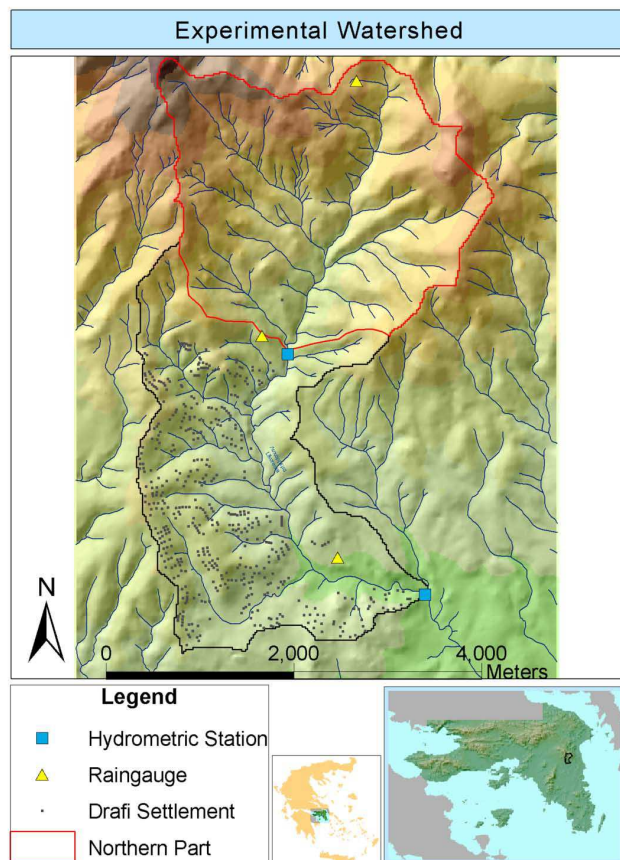 Experimental Watershed
N
0 2,000 4,000
Meters
Legend
Hydrometric Station
Raingauge
Drafi Settlement
Northern Part